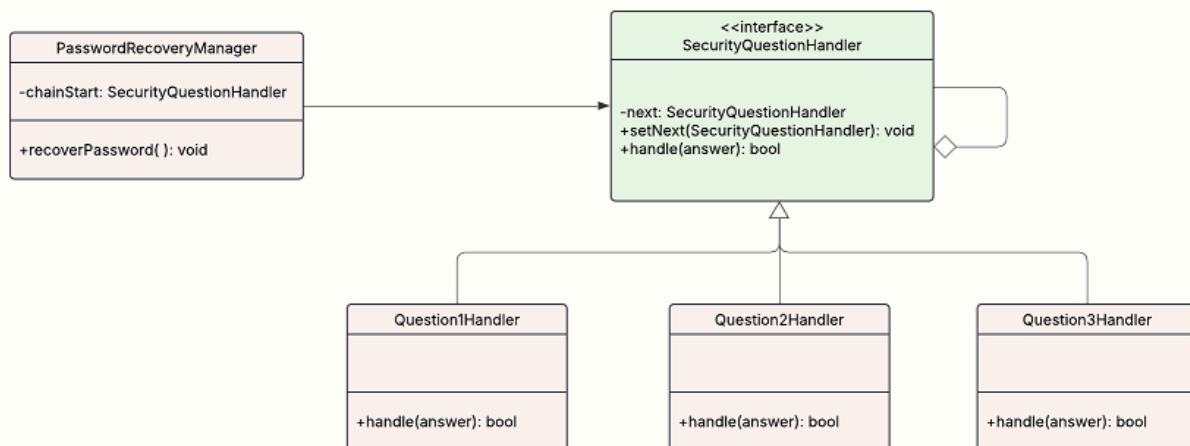 PasswordRecoveryManager
-chainStart: SecurityQuestionHandler
+recoverPassword( ): void
<<interface>>
SecurityQuestionHandler
-next: SecurityQuestionHandler
+setNext(SecurityQuestionHandler): void
+handle(answer): bool
Question1Handler
+handle(answer): bool
Question2Handler
+handle(answer): bool
Question3Handler
+handle(answer): bool